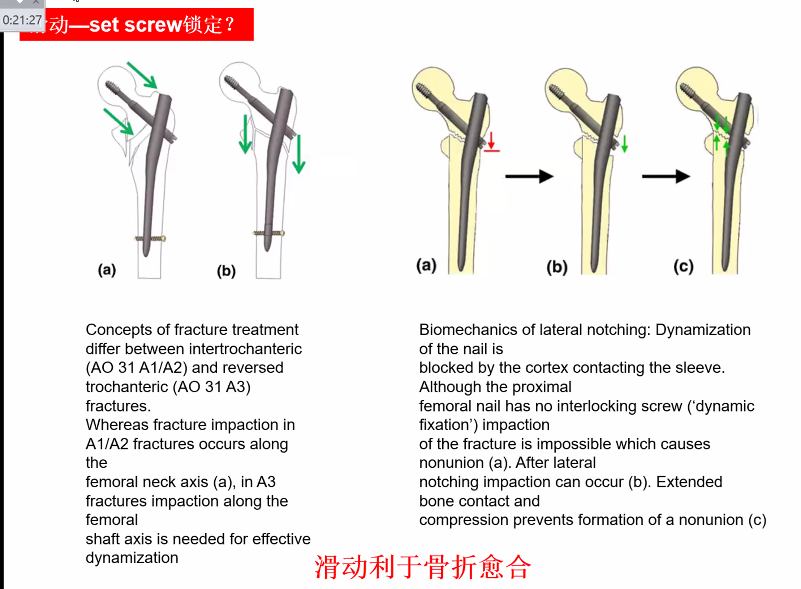 0:21:27
动—set screw锁定？
(a)
(b)
(a)
(b)
(c)
Concepts of fracture treatment
differ between intertrochanteric
(AO 31 A1/A2) and reversed
trochanteric (AO 31 A3)
fractures.
Whereas fracture impaction in
A1/A2 fractures occurs along
the
femoral neck axis (a), in A3
fractures impaction along the
femoral
shaft axis is needed for effective
dynamization
Biomechanics of lateral notching: Dynamization
of the nail is
blocked by the cortex contacting the sleeve.
Although the proximal
femoral nail has no interlocking screw (‘dynamic
fixation’) impaction
of the fracture is impossible which causes
nonunion (a). After lateral
notching impaction can occur (b). Extended
bone contact and
compression prevents formation of a nonunion (c)
滑动利于骨折愈合